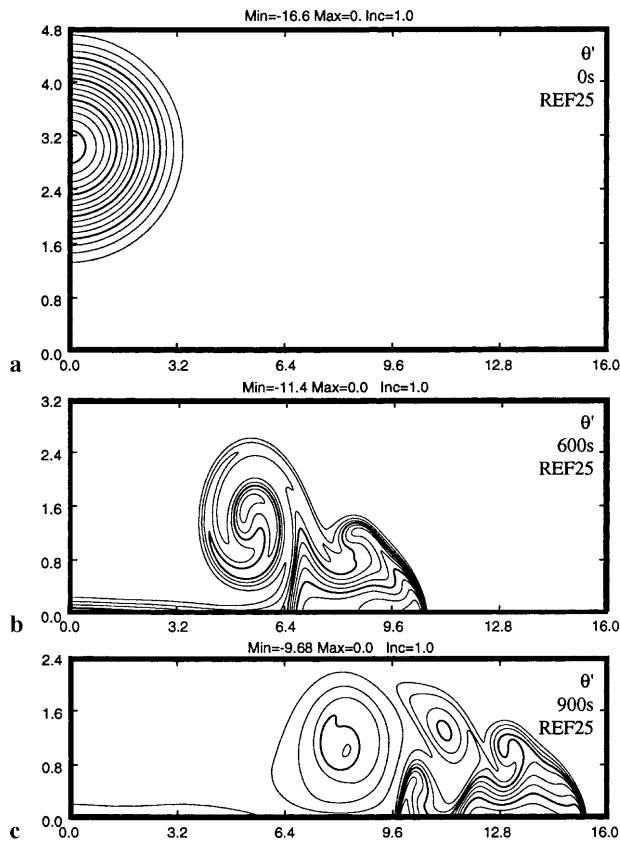 Min=-16.6 Max=0. Inc=1.0
4.8
4.0
3.2
2.4
1.6
0.8
0.0
θ'
0s
REF25
a
0.0 3.2 6.4 9.6 12.8 16.0
Min=-11.4 Max=0.0 Inc=1.0
3.2
2.4
1.6
0.8
0.0
θ'
600s
REF25
b
0.0 3.2 6.4 9.6 12.8 16.0
Min=-9.68 Max=0.0 Inc=1.0
2.4
1.6
0.8
0.0
θ'
900s
REF25
c
0.0 3.2 6.4 9.6 12.8 16.0